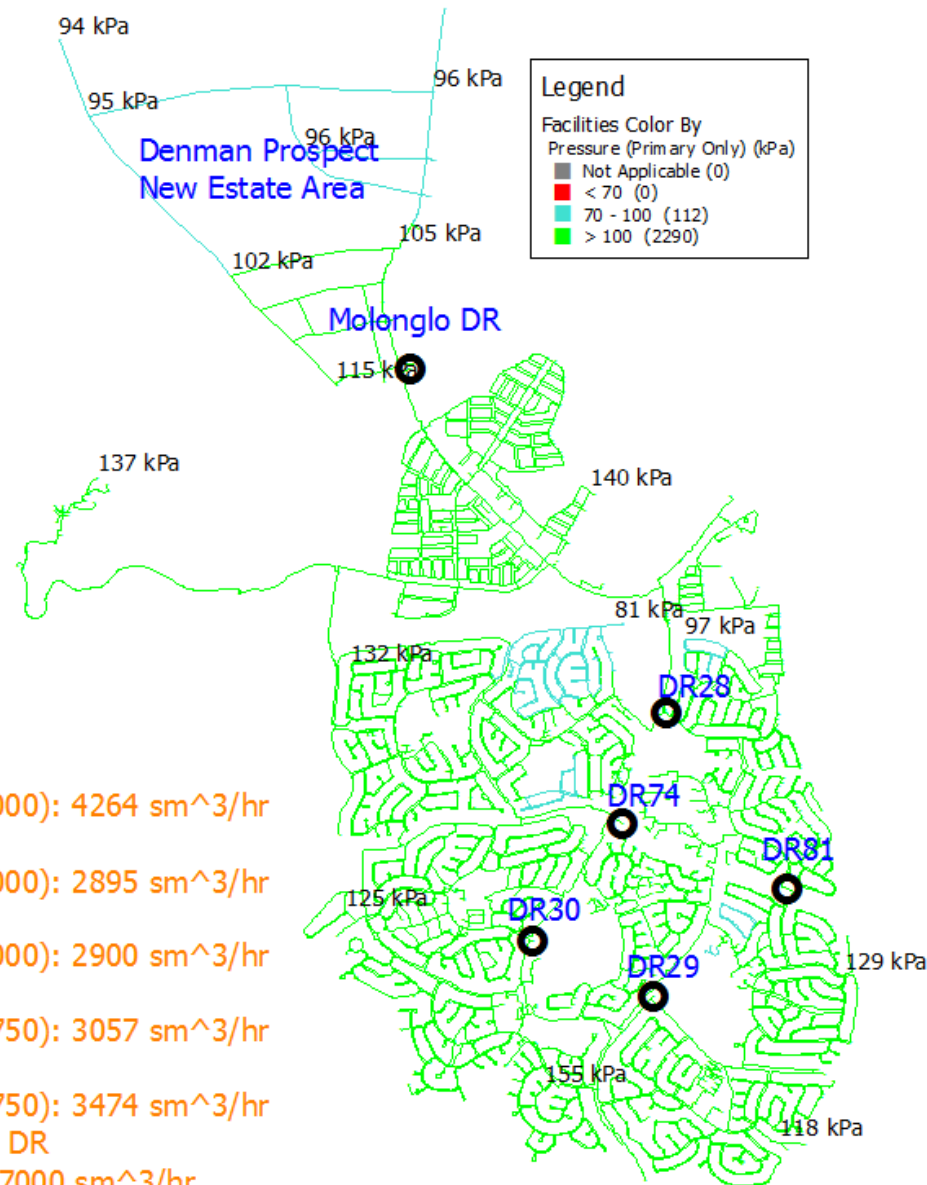 94 kPa
96 kPa
95 kPa
96 kPa
Denman Prospect
New Estate Area
Legend
Facilities Color By
Pressure (Primary Only) (kPa)
Not Applicable (0)
< 70 (0)
70 - 100 (112)
> 100 (2290)
105 kPa
102 kPa
Molonglo DR
115 kPa
137 kPa
140 kPa
81 kPa
97 kPa
132 kPa
DR28
DR74
DR81
125 kPa
DR30
129 kPa
DR29
155 kPa
118 kPa
000): 4264 sm^3/hr
000): 2895 sm^3/hr
000): 2900 sm^3/hr
750): 3057 sm^3/hr
750): 3474 sm^3/hr
DR
7000 sm^3/hr